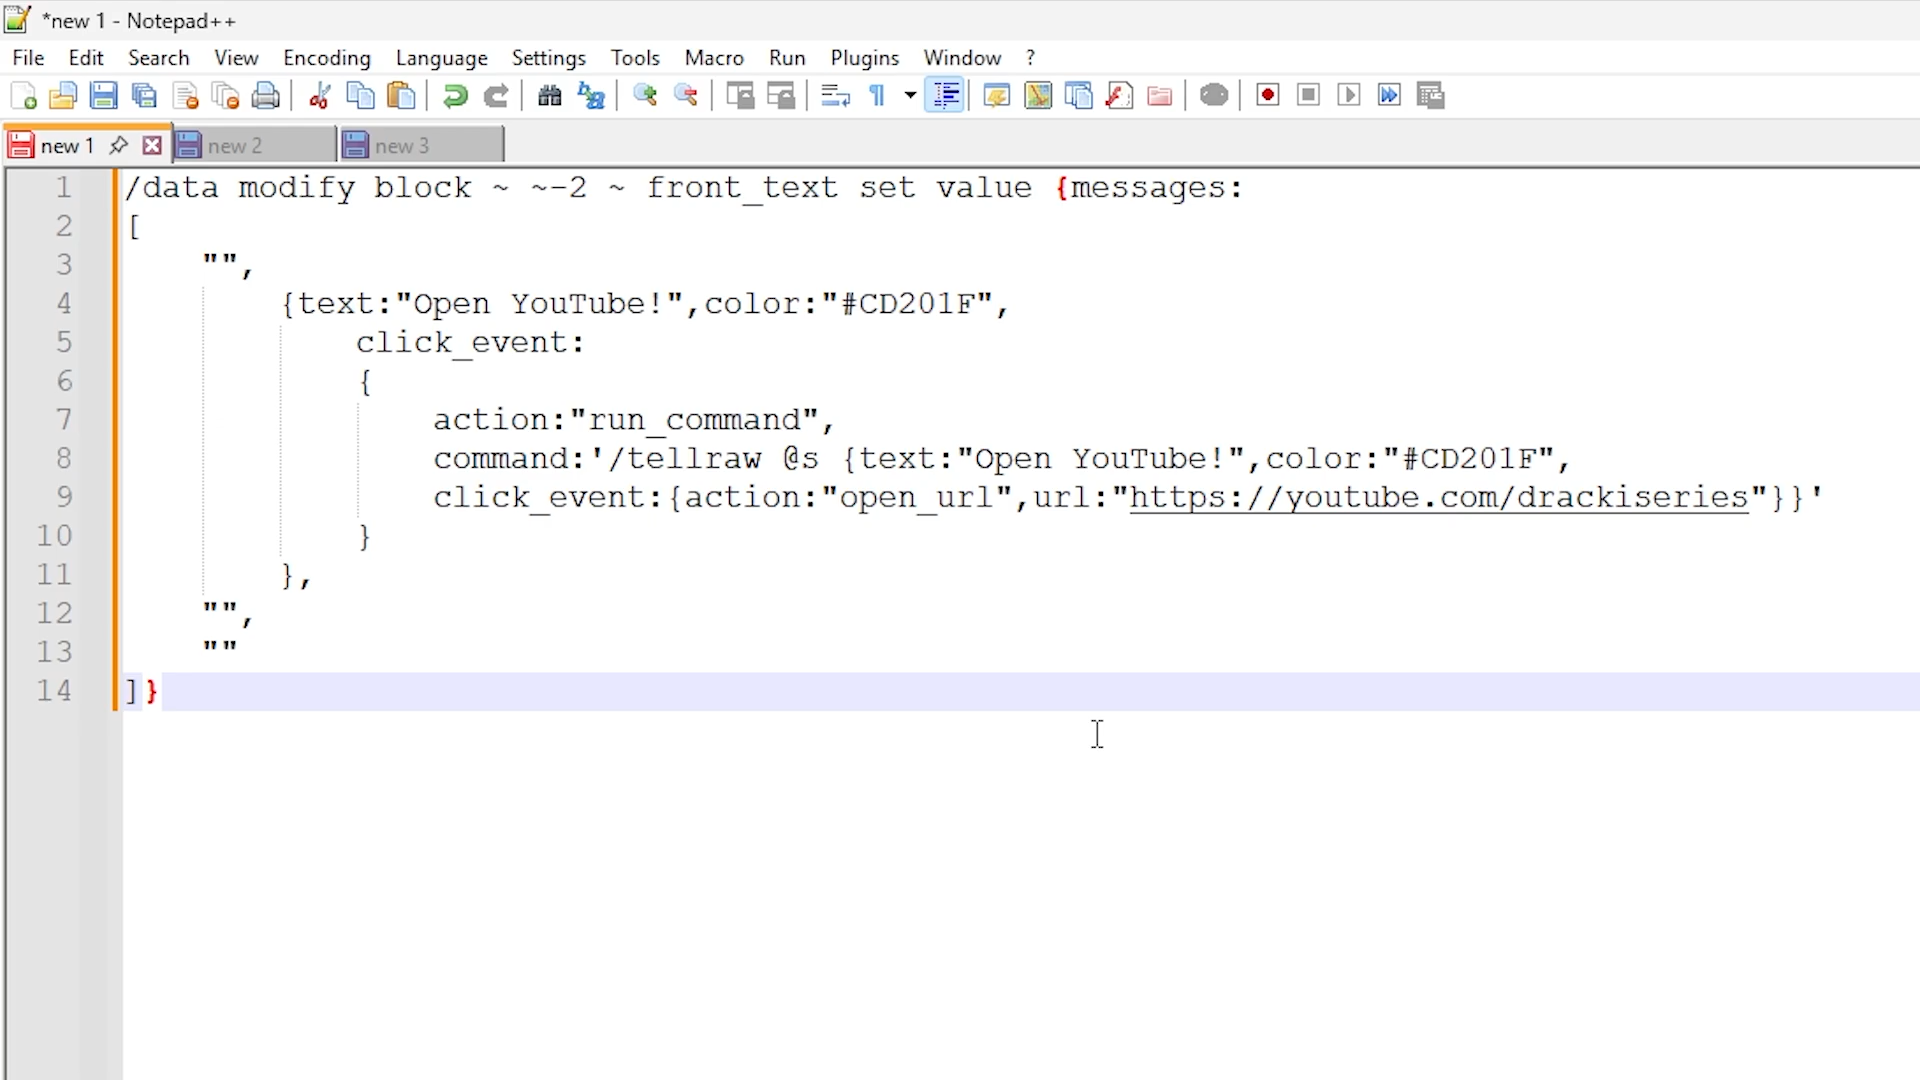 *new 1 - Notepad++
File Edit Search View Encoding Language Settings Tools Macro Run Plugins Window ?
new 1 new 2 new 3
1 /data modify block ~ ~-2 ~ front_text set value {messages:
2 [
3 "",
4 {text:"Open YouTube!",color:"#CD201F",
5 click_event:
6 {
7 action:"run_command",
8 command:'/tellraw @s {text:"Open YouTube!",color:"#CD201F",
9 click_event:{action:"open_url",url:"https://youtube.com/drackiseries"}}'
10 }
11 },
12 "",
13 ""
14 ]}